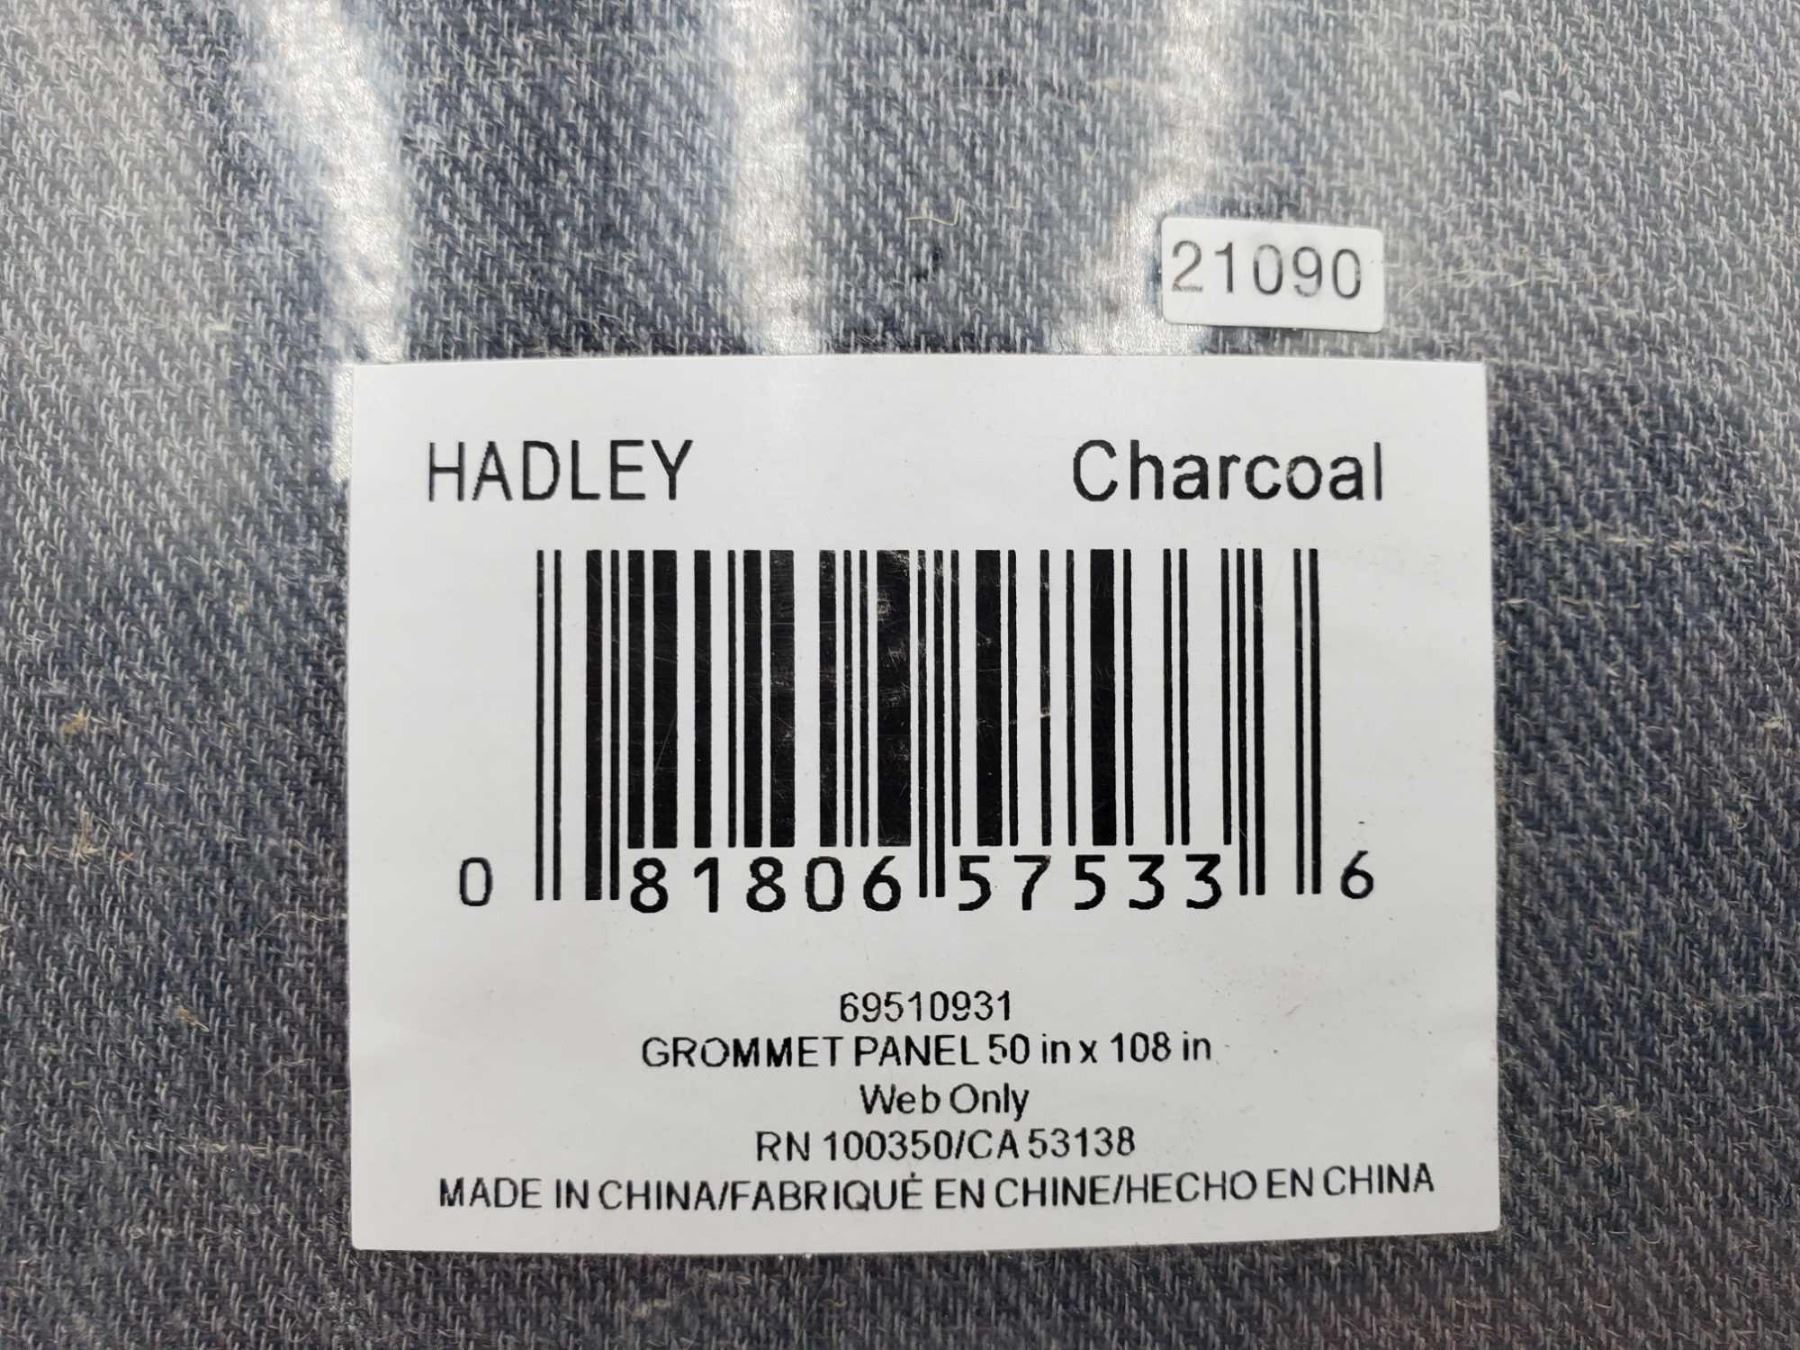 21090
HADLEY Charcoal
0 81806 57533 6
69510931
GROMMET PANEL 50 in x 108 in
Web Only
RN 100350/CA 53138
MADE IN CHINA/FABRIQUÉ EN CHINE/HECHO EN CHINA